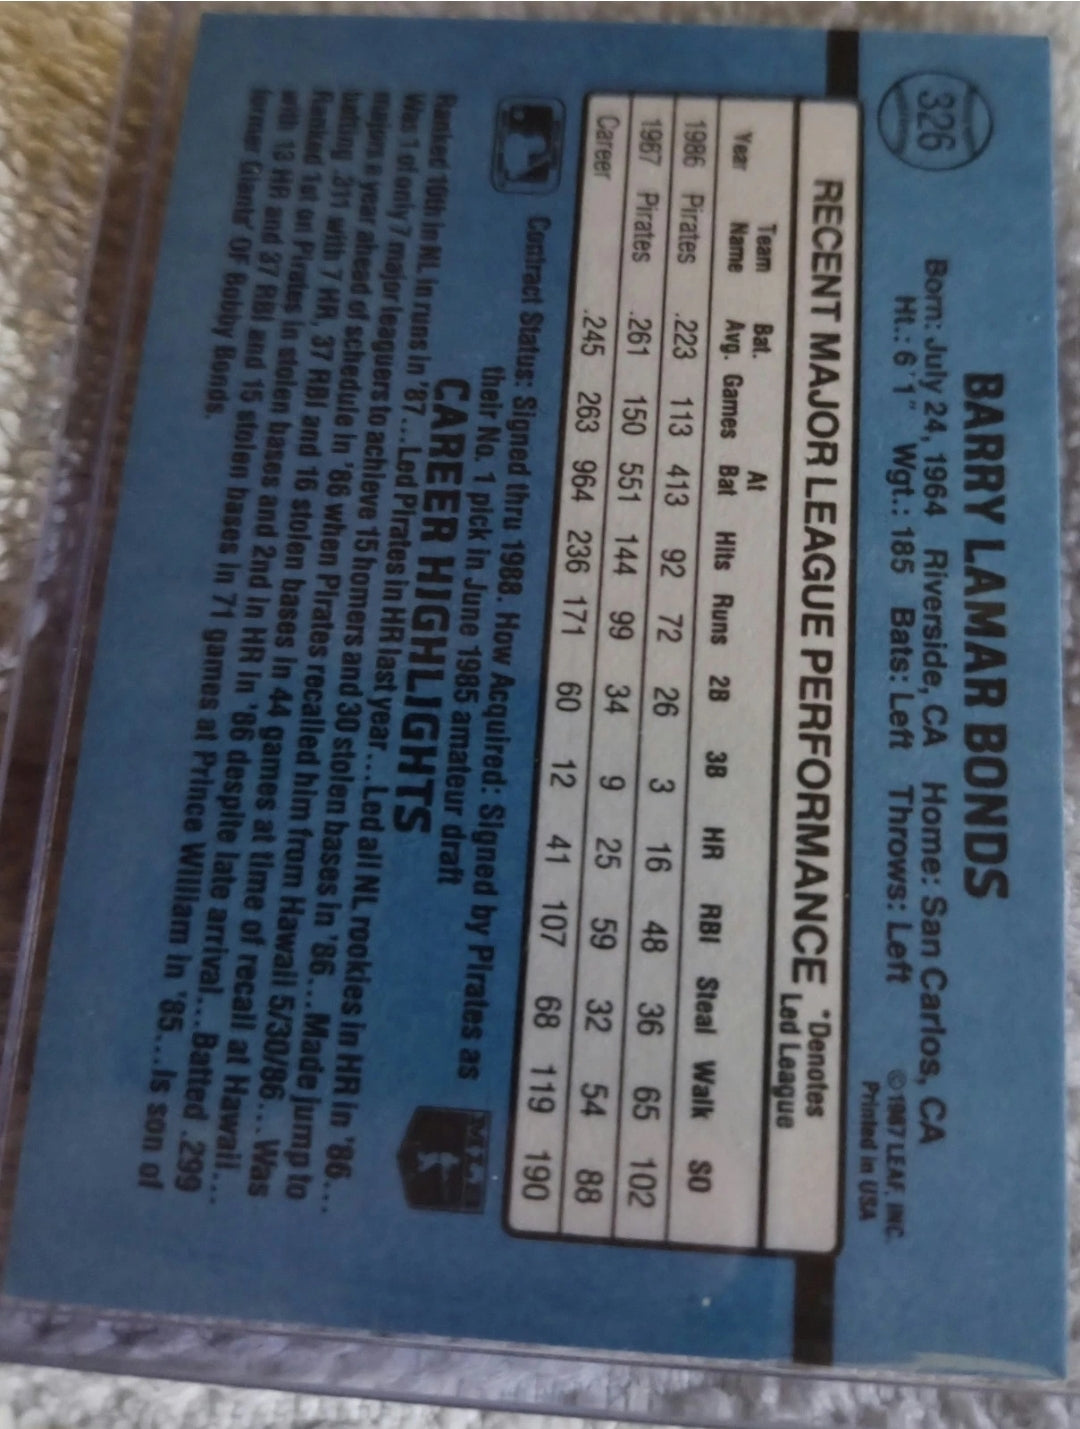 326
BARRY LAMAR BONDS
Born: July 24, 1964 Riverside, CA Home: San Carlos, CA
Ht.: 6'1" Wgt.: 185 Bats: Left Throws: Left
©1987 LEAF, INC.
Printed in USA
RECENT MAJOR LEAGUE PERFORMANCE *Denotes
Led League
Team Bat. At
Year Name Avg. Games Bat Hits Runs 2B 3B HR RBI Steal Walk SO
1986 Pirates .223 113 413 92 72 26 3 16 48 36 65 102
1987 Pirates .261 150 551 144 99 34 9 25 59 32 54 88
Career .245 263 964 236 171 60 12 41 107 68 119 190
Contract Status: Signed thru 1988. How Acquired: Signed by Pirates as
their No. 1 pick in June 1985 amateur draft
MLB
CAREER HIGHLIGHTS
Ranked 10th in NL in runs in '87...Led Pirates in HR last year...Led all NL rookies in HR in '86...
Was 1 of only 7 major leaguers to achieve 15 homers and 30 stolen bases in '86...Made jump to
majors a year ahead of schedule in '86 when Pirates recalled him from Hawaii 5/30/86...Was
batting .311 with 7 HR, 37 RBI and 16 stolen bases in 44 games at time of recall at Hawaii...
Ranked 1st on Pirates in stolen bases and 2nd in HR in '86 despite late arrival...Batted .299
with 13 HR and 37 RBI and 15 stolen bases in 71 games at Prince William in '85...Is son of
former Giants' OF Bobby Bonds.